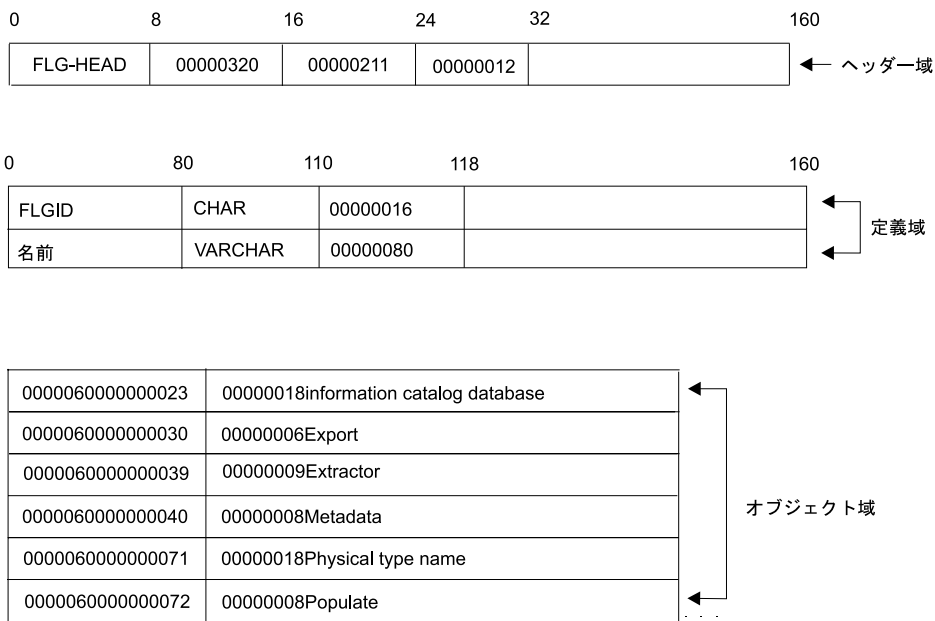 0 8 16 24 32 160
FLG-HEAD 00000320 00000211 00000012 ヘッダー域
0 80 110 118 160
FLGID CHAR 00000016
定義域
名前 VARCHAR 00000080
0000060000000023 00000018information catalog database
0000060000000030 00000006Export
0000060000000039 00000009Extractor
0000060000000040 00000008Metadata
オブジェクト域
0000060000000071 00000018Physical type name
0000060000000072 00000008Populate
...